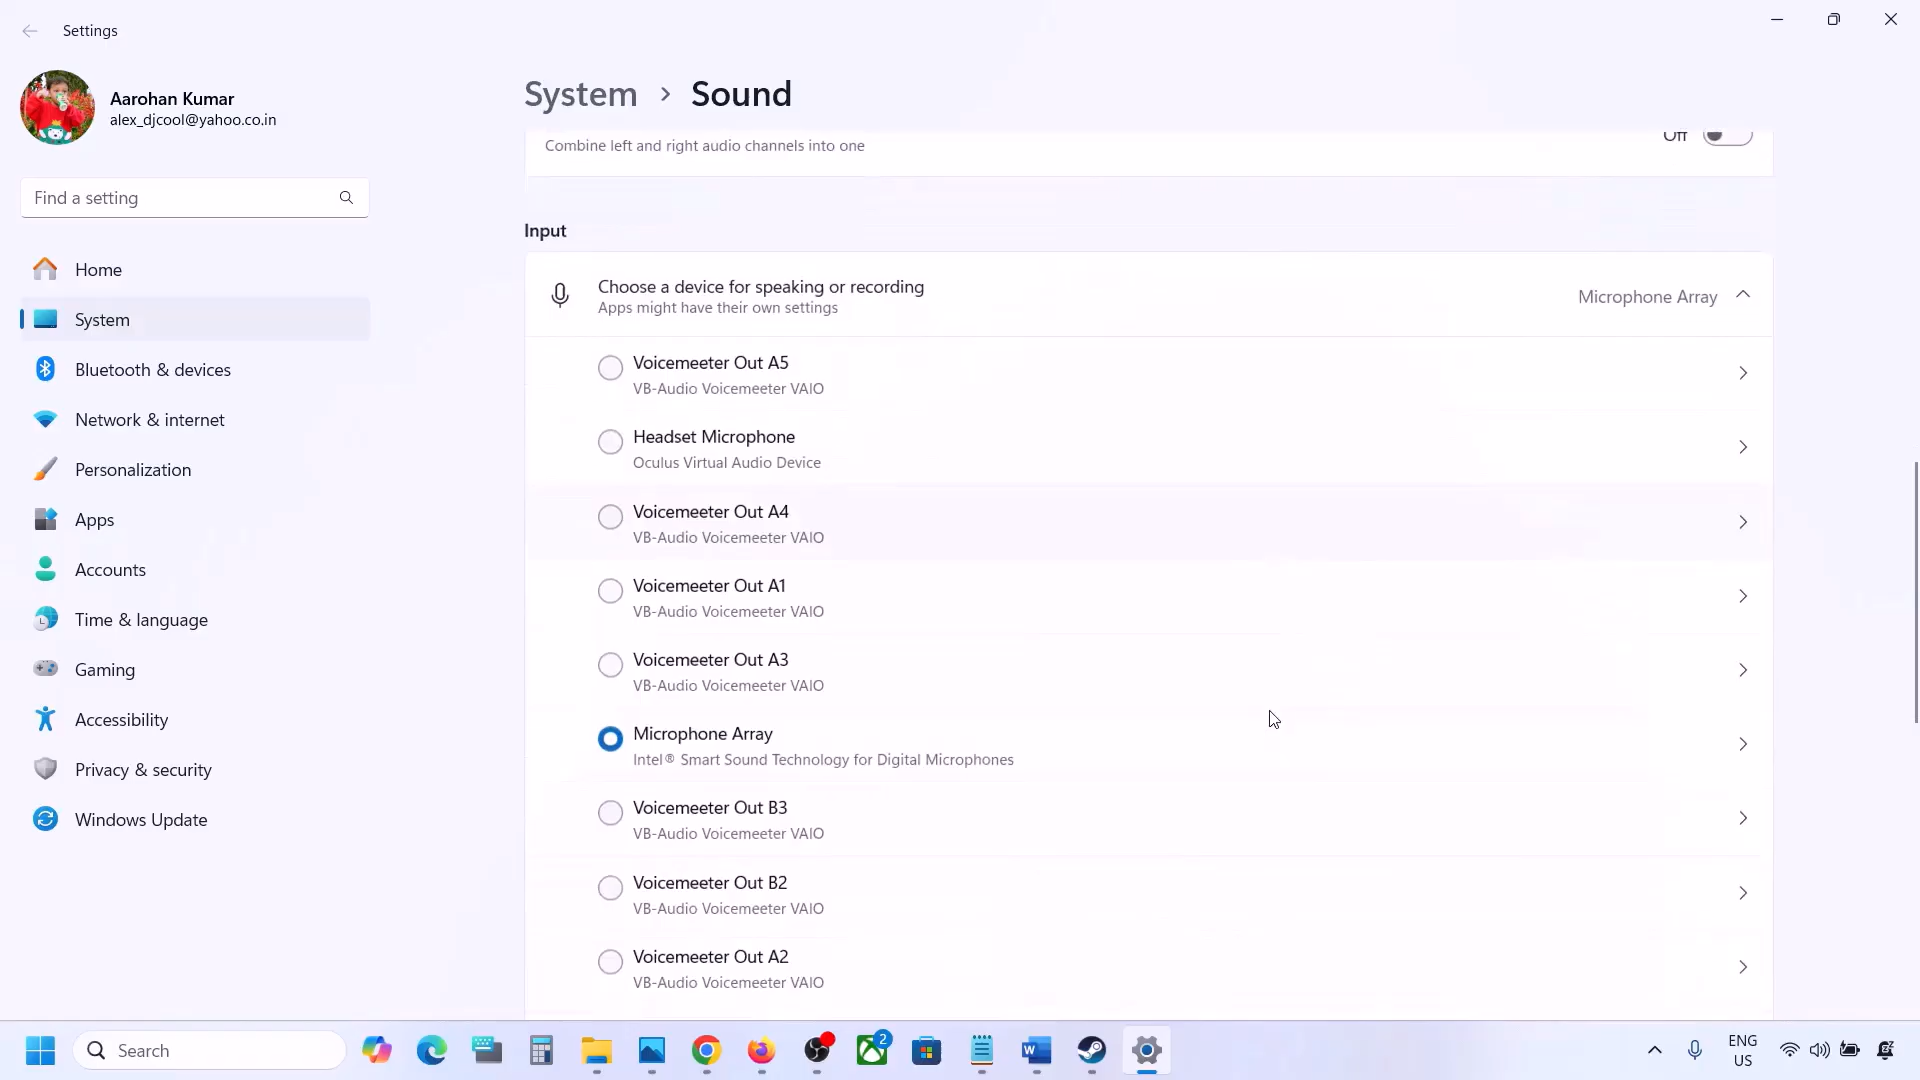 Settings
Aarohan Kumar
alex_djcool@yahoo.co.in
Find a setting
Home
System
Bluetooth & devices
Network & internet
Personalization
Apps
Accounts
Time & language
Gaming
Accessibility
Privacy & security
Windows Update
System > Sound
Off
Combine left and right audio channels into one
Input
Choose a device for speaking or recording
Apps might have their own settings
Microphone Array
Voicemeeter Out A5
VB-Audio Voicemeeter VAIO
Headset Microphone
Oculus Virtual Audio Device
Voicemeeter Out A4
VB-Audio Voicemeeter VAIO
Voicemeeter Out A1
VB-Audio Voicemeeter VAIO
Voicemeeter Out A3
VB-Audio Voicemeeter VAIO
Microphone Array
Intel® Smart Sound Technology for Digital Microphones
Voicemeeter Out B3
VB-Audio Voicemeeter VAIO
Voicemeeter Out B2
VB-Audio Voicemeeter VAIO
Voicemeeter Out A2
VB-Audio Voicemeeter VAIO
Search
2
ENG
US